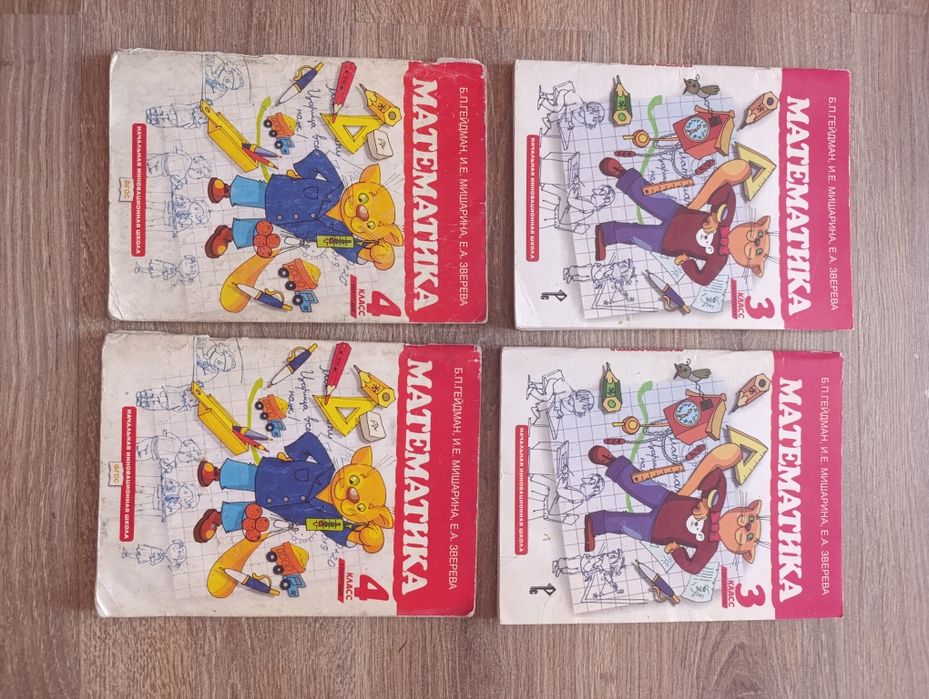 Б.П.ГЕЙДМАН, И.Е. МИШАРИНА, Е.А. ЗВЕРЕВА
МАТЕМАТИКА
4
КЛАСС
НАЧАЛЬНАЯ ИННОВАЦИОННАЯ ШКОЛА
ФГОС
Б.П.ГЕЙДМАН, И.Е. МИШАРИНА, Е.А. ЗВЕРЕВА
МАТЕМАТИКА
3
КЛАСС
НАЧАЛЬНАЯ ИННОВАЦИОННАЯ ШКОЛА
Б.П.ГЕЙДМАН, И.Е. МИШАРИНА, Е.А. ЗВЕРЕВА
МАТЕМАТИКА
4
КЛАСС
НАЧАЛЬНАЯ ИННОВАЦИОННАЯ ШКОЛА
ФГОС
Б.П.ГЕЙДМАН, И.Е. МИШАРИНА, Е.А. ЗВЕРЕВА
МАТЕМАТИКА
3
КЛАСС
НАЧАЛЬНАЯ ИННОВАЦИОННАЯ ШКОЛА